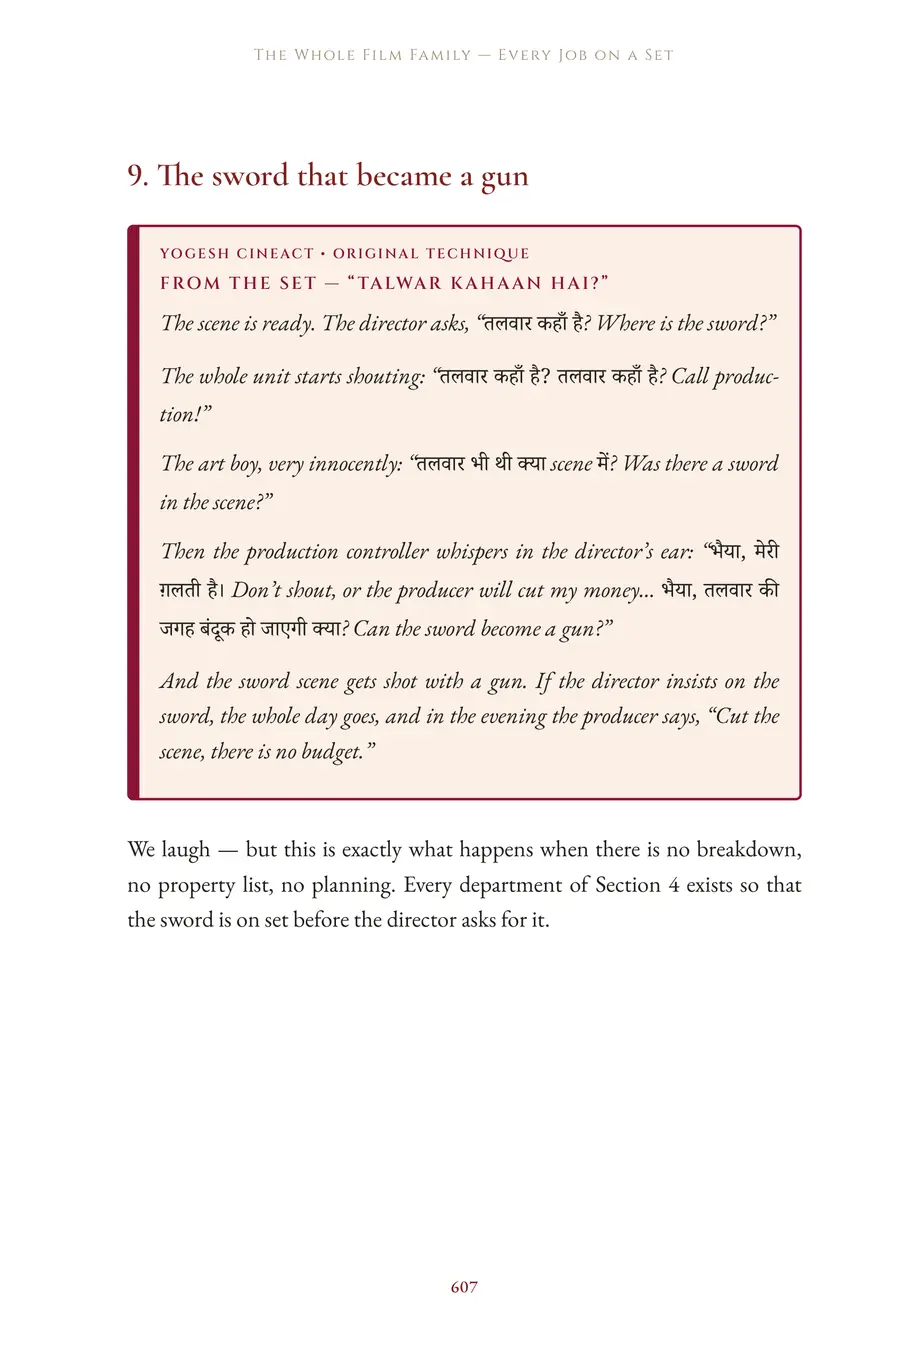 The Whole Film Family — Every Job on a Set
9. The sword that became a gun
YOGESH CINEACT • ORIGINAL TECHNIQUE
FROM THE SET — “TALWAR KAHAAN HAI?”
The scene is ready. The director asks, “तलवार कहाँ है? Where is the sword?”
The whole unit starts shouting: “तलवार कहाँ है? तलवार कहाँ है? Call produc-
tion!”
The art boy, very innocently: “तलवार भी थी क्या scene में? Was there a sword
in the scene?”
Then the production controller whispers in the director’s ear: “भैया, मेरी
ग़लती है। Don’t shout, or the producer will cut my money... भैया, तलवार की
जगह बंदूक हो जाएगी क्या? Can the sword become a gun?”
And the sword scene gets shot with a gun. If the director insists on the
sword, the whole day goes, and in the evening the producer says, “Cut the
scene, there is no budget.”
We laugh — but this is exactly what happens when there is no breakdown,
no property list, no planning. Every department of Section 4 exists so that
the sword is on set before the director asks for it.
607